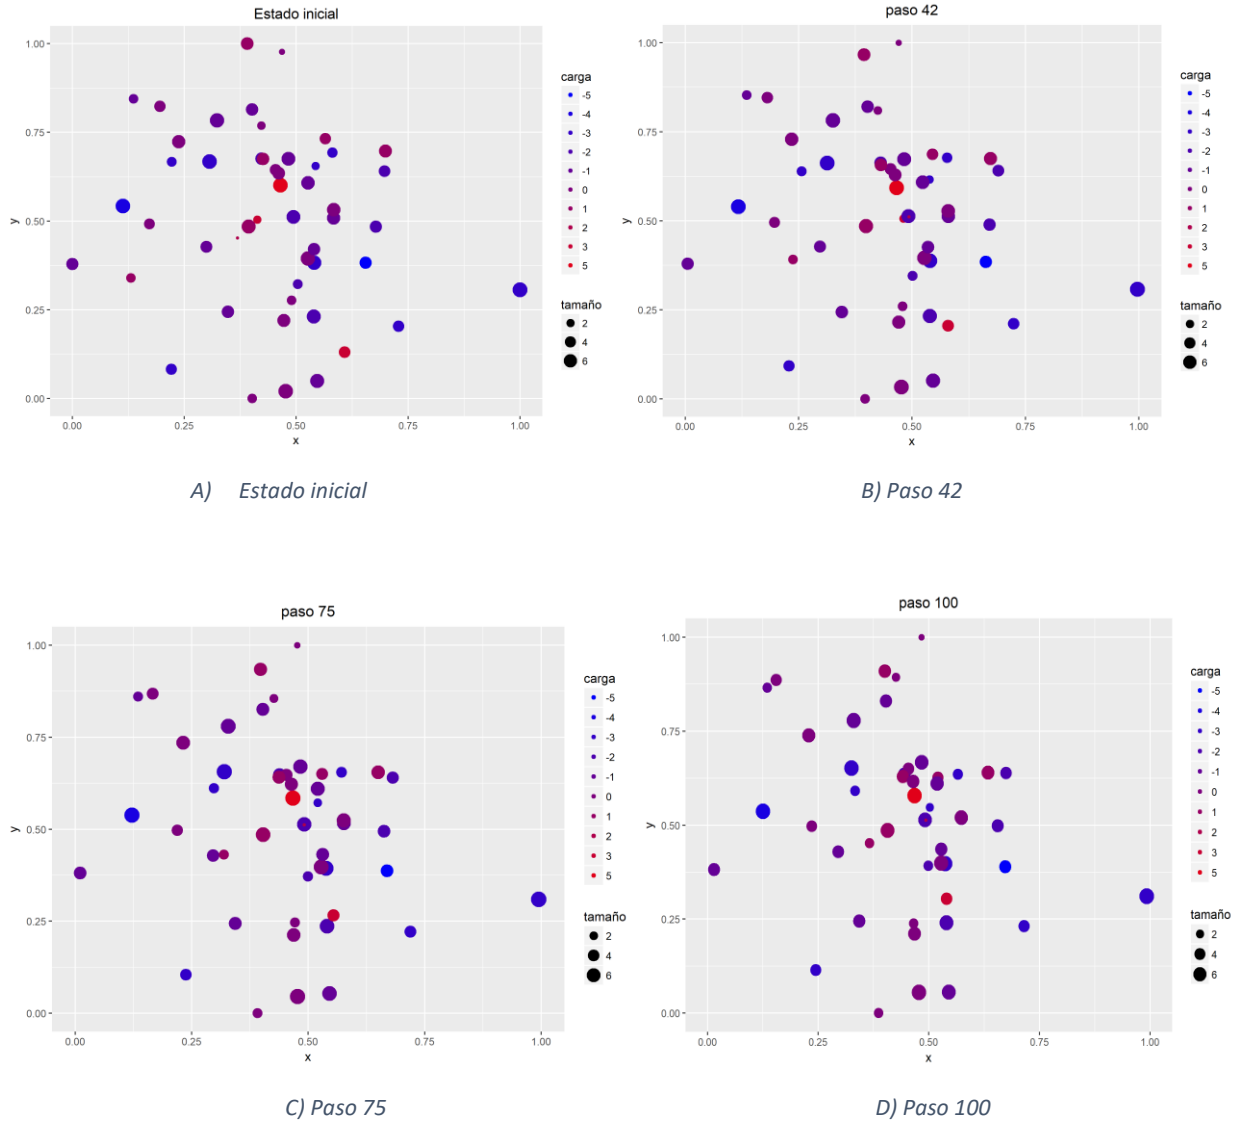 Estado inicial
1.00
0.75
0.50
0.25
0.00
y
0.00 0.25 0.50 0.75 1.00
x
carga
-5
-4
-3
-2
-1
0
1
2
3
5
tamaño
2
4
6
A) Estado inicial
paso 42
1.00
0.75
0.50
0.25
0.00
y
0.00 0.25 0.50 0.75 1.00
x
carga
-5
-4
-3
-2
-1
0
1
2
3
5
tamaño
2
4
6
B) Paso 42
paso 75
1.00
0.75
0.50
0.25
0.00
y
0.00 0.25 0.50 0.75 1.00
x
carga
-5
-4
-3
-2
-1
0
1
2
3
5
tamaño
2
4
6
C) Paso 75
paso 100
1.00
0.75
0.50
0.25
0.00
y
0.00 0.25 0.50 0.75 1.00
x
carga
-5
-4
-3
-2
-1
0
1
2
3
5
tamaño
2
4
6
D) Paso 100